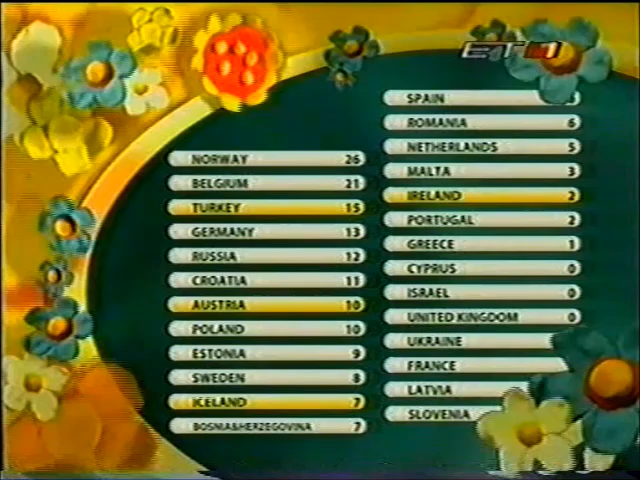 ET1
NORWAY 26
BELGIUM 21
TURKEY 15
GERMANY 13
RUSSIA 12
CROATIA 11
AUSTRIA 10
POLAND 10
ESTONIA 9
SWEDEN 8
ICELAND 7
BOSNIA&HERZEGOVINA 7
SPAIN
ROMANIA 6
NETHERLANDS 5
MALTA 3
IRELAND 2
PORTUGAL 2
GREECE 1
CYPRUS 0
ISRAEL 0
UNITED KINGDOM 0
UKRAINE
FRANCE
LATVIA
SLOVENIA